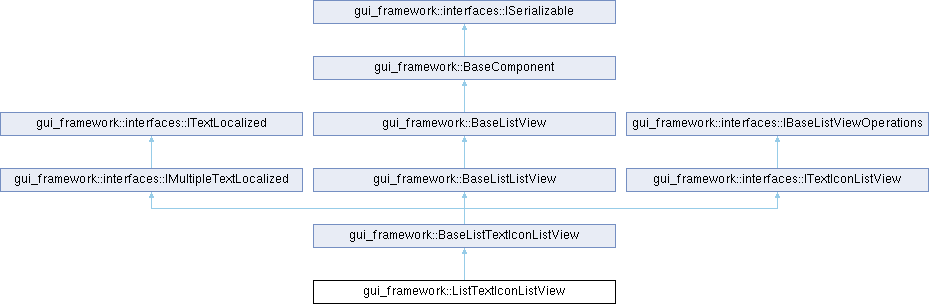 gui_framework::interfaces::ISerializable
gui_framework::BaseComponent
gui_framework::interfaces::ITextLocalized
gui_framework::BaseListView
gui_framework::interfaces::IBaseListViewOperations
gui_framework::interfaces::IMultipleTextLocalized
gui_framework::BaseListListView
gui_framework::interfaces::ITextIconListView
gui_framework::BaseListTextIconListView
gui_framework::ListTextIconListView